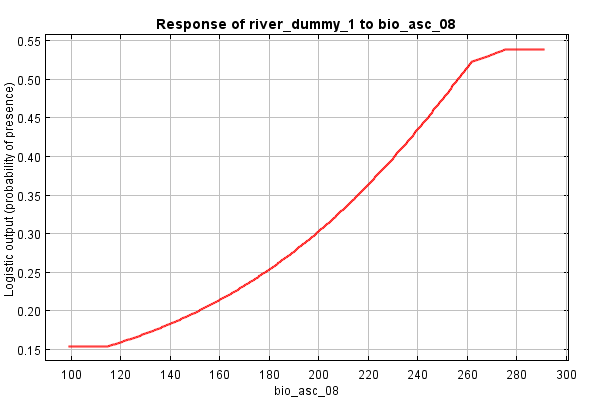 Response of river_dummy_1 to bio_asc_08
Logistic output (probability of presence)
0.55
0.50
0.45
0.40
0.35
0.30
0.25
0.20
0.15
100 120 140 160 180 200 220 240 260 280 300
bio_asc_08